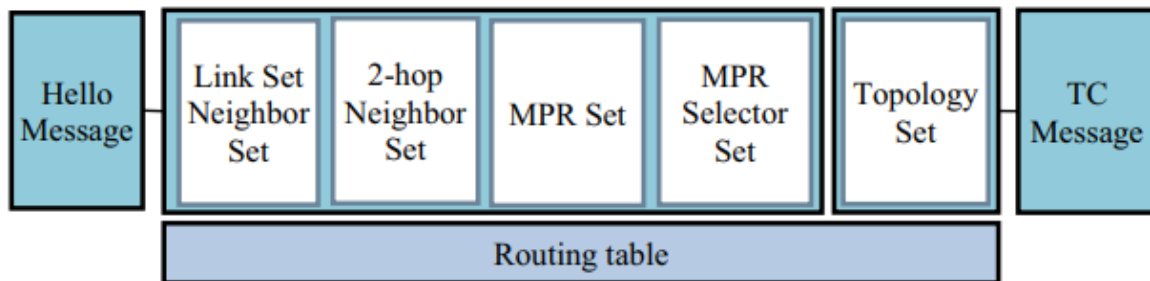 Hello
Message
Link Set
Neighbor
Set
2-hop
Neighbor
Set
MPR Set
MPR
Selector
Set
Topology
Set
TC
Message
Routing table